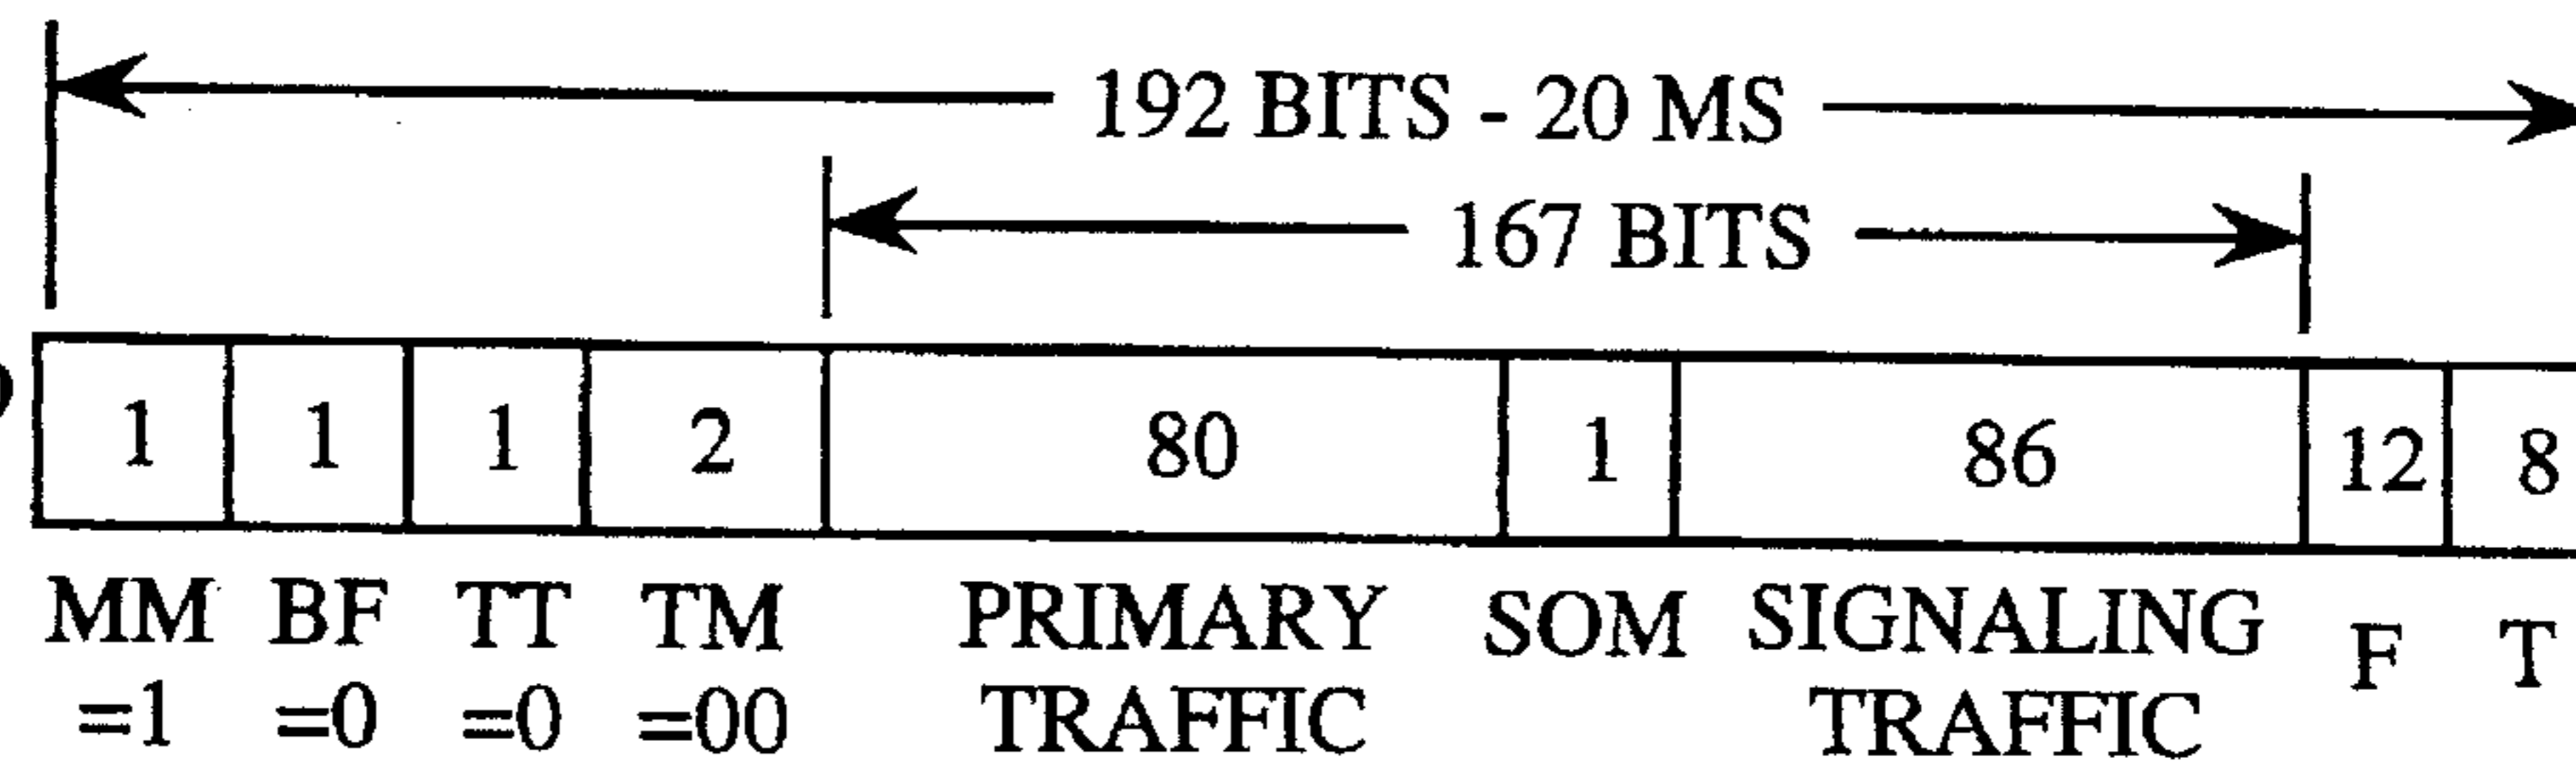 192 BITS - 20 MS
167 BITS
1 1 1 2 80 1 86 12 8
MM BF TT TM PRIMARY SOM SIGNALING F T
=1 =0 =0 =00 TRAFFIC TRAFFIC